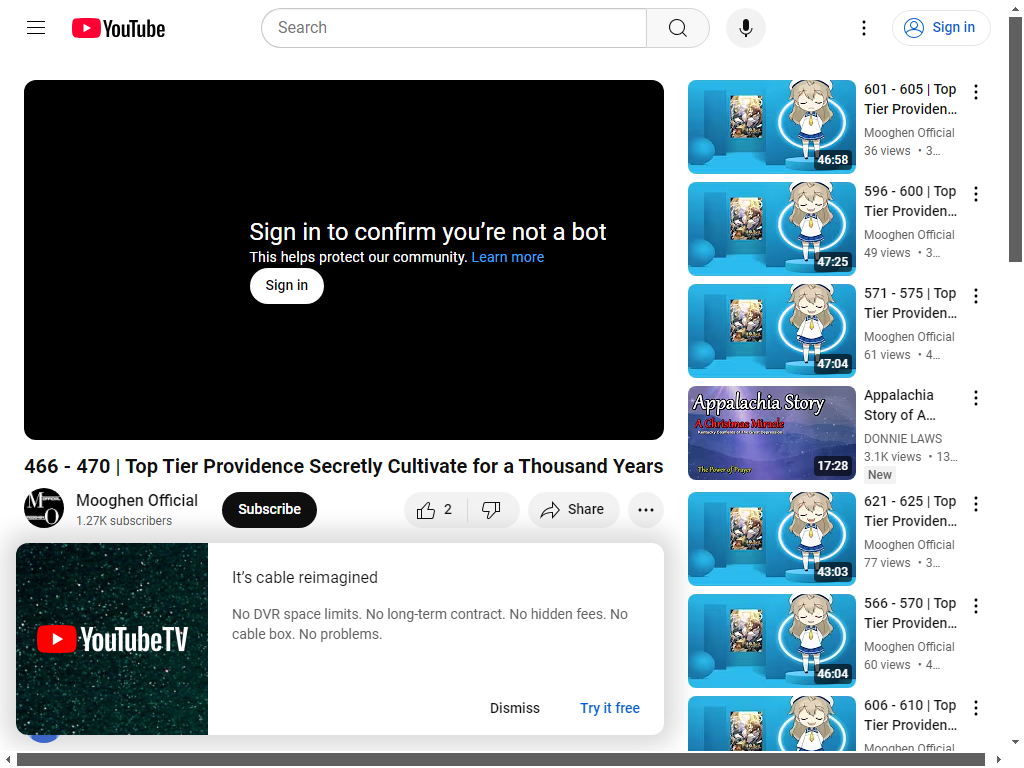 YouTube
Search
Sign in
Sign in to confirm you’re not a bot
This helps protect our community. Learn more
Sign in
466 - 470 | Top Tier Providence Secretly Cultivate for a Thousand Years
Mooghen Official
1.27K subscribers
Subscribe
2
Share
YouTubeTV
It’s cable reimagined
No DVR space limits. No long-term contract. No hidden fees. No
cable box. No problems.
Dismiss
Try it free
46:58
601 - 605 | Top
Tier Providen...
Mooghen Official
36 views • 3...
47:25
596 - 600 | Top
Tier Providen...
Mooghen Official
49 views • 3...
47:04
571 - 575 | Top
Tier Providen...
Mooghen Official
61 views • 4...
Appalachia Story
A Christmas Miracle
Kentucky Coalfields of The Great Depression
The Power of Prayer
17:28
Appalachia
Story of A...
DONNIE LAWS
3.1K views • 13...
New
43:03
621 - 625 | Top
Tier Providen...
Mooghen Official
77 views • 3...
46:04
566 - 570 | Top
Tier Providen...
Mooghen Official
60 views • 4...
606 - 610 | Top
Tier Providen...
Mooghen Official